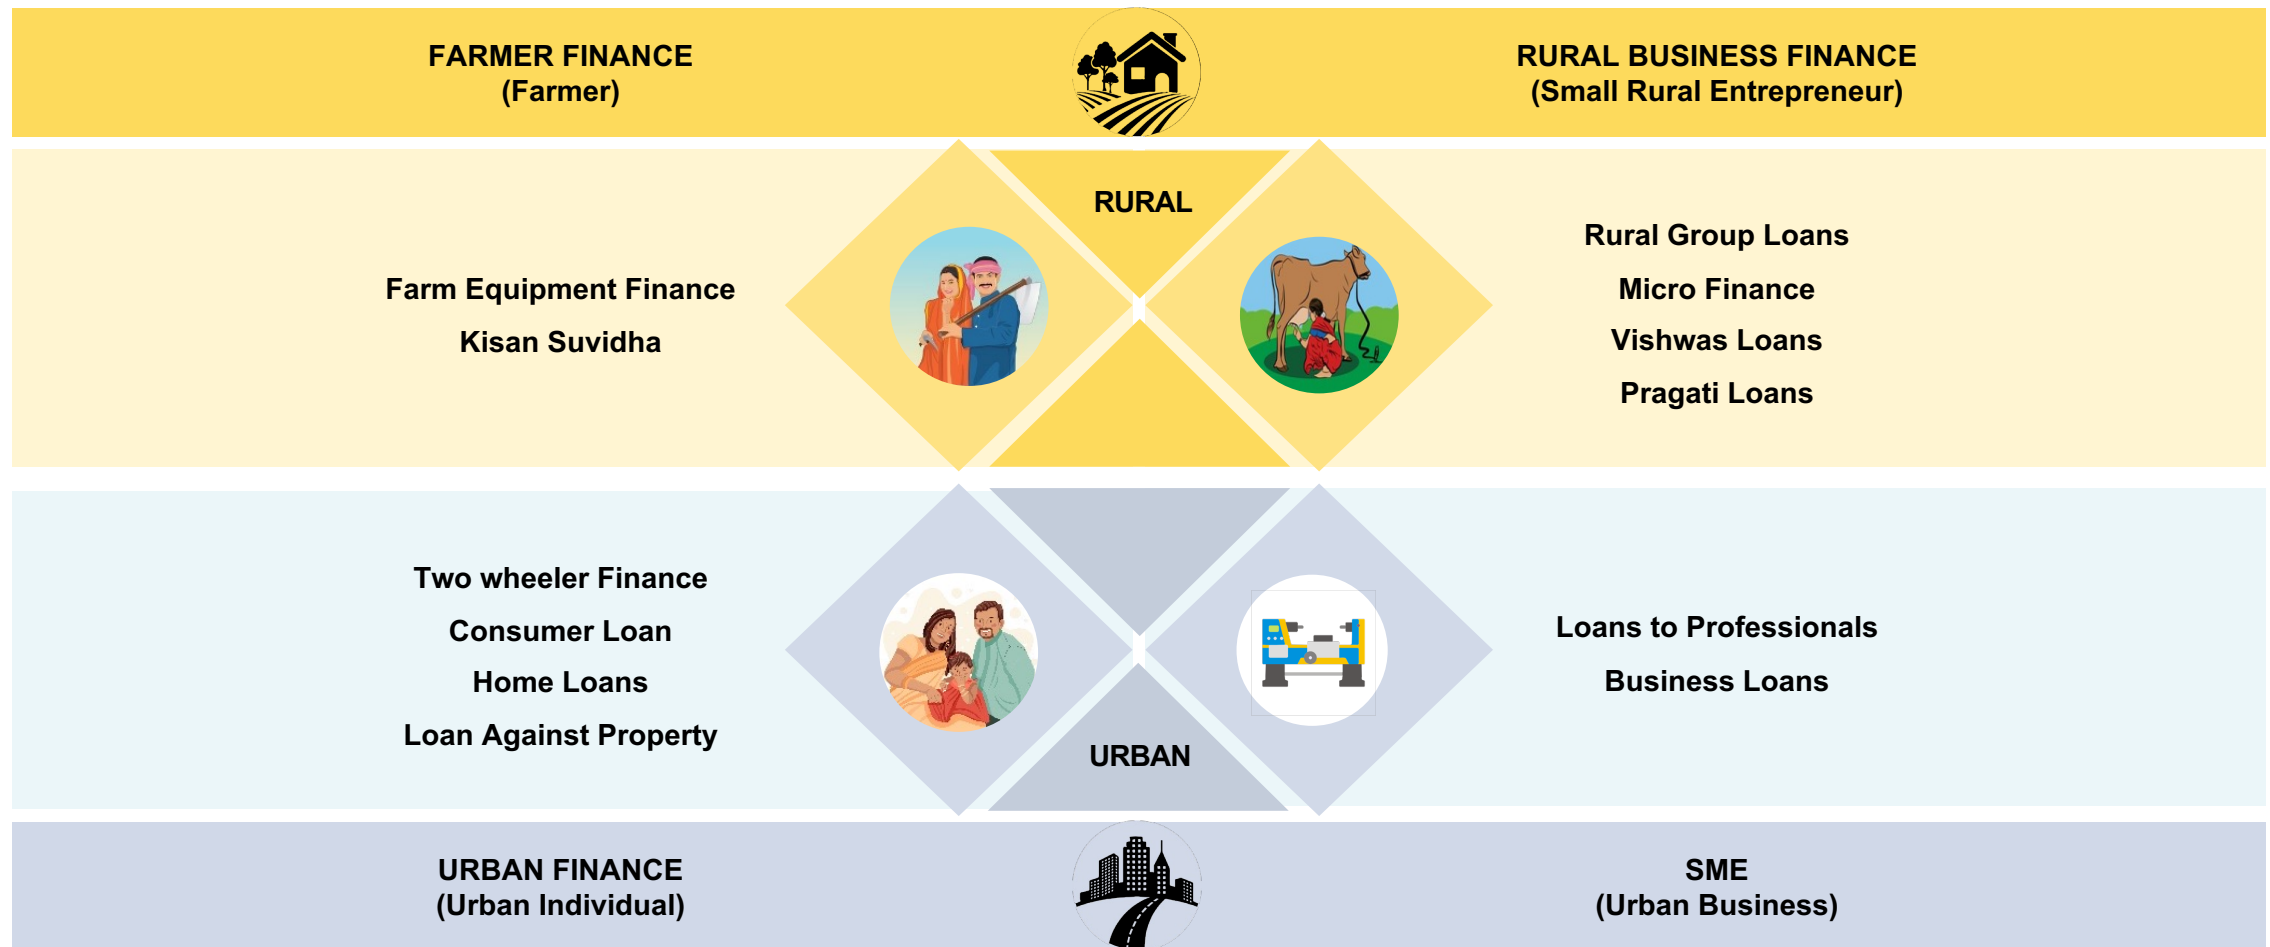 FARMER FINANCE
(Farmer)
RURAL BUSINESS FINANCE
(Small Rural Entrepreneur)
RURAL
Farm Equipment Finance
Kisan Suvidha
Rural Group Loans
Micro Finance
Vishwas Loans
Pragati Loans
Two wheeler Finance
Consumer Loan
Home Loans
Loan Against Property
Loans to Professionals
Business Loans
URBAN
URBAN FINANCE
(Urban Individual)
SME
(Urban Business)